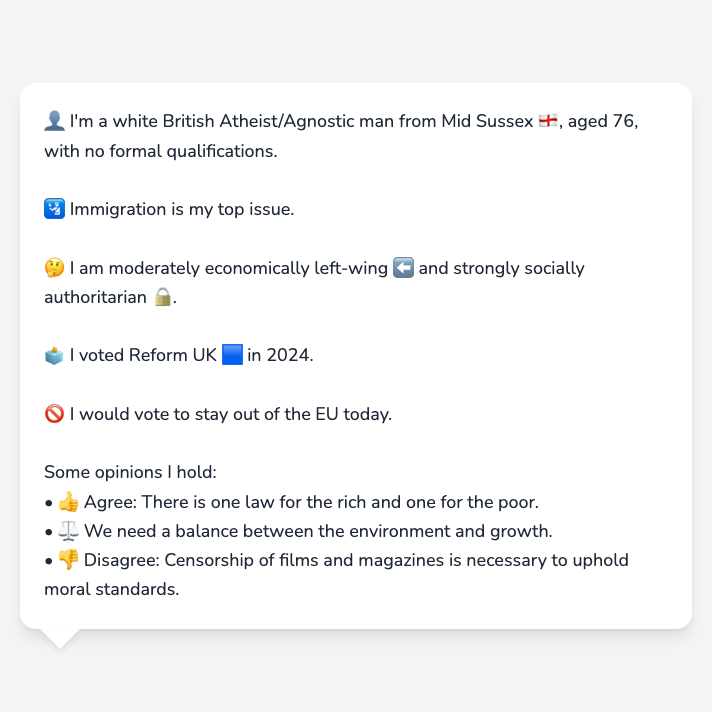 👤 I'm a white British Atheist/Agnostic man from Mid Sussex 🏴󠁧󠁢󠁥󠁮󠁧󠁿, aged 76,
with no formal qualifications.
🛂 Immigration is my top issue.
🤔 I am moderately economically left-wing ⬅️ and strongly socially
authoritarian 🔒.
🗳️ I voted Reform UK 🟦 in 2024.
🚫 I would vote to stay out of the EU today.
Some opinions I hold:
• 👍 Agree: There is one law for the rich and one for the poor.
• ⚖️ We need a balance between the environment and growth.
• 👎 Disagree: Censorship of films and magazines is necessary to uphold
moral standards.